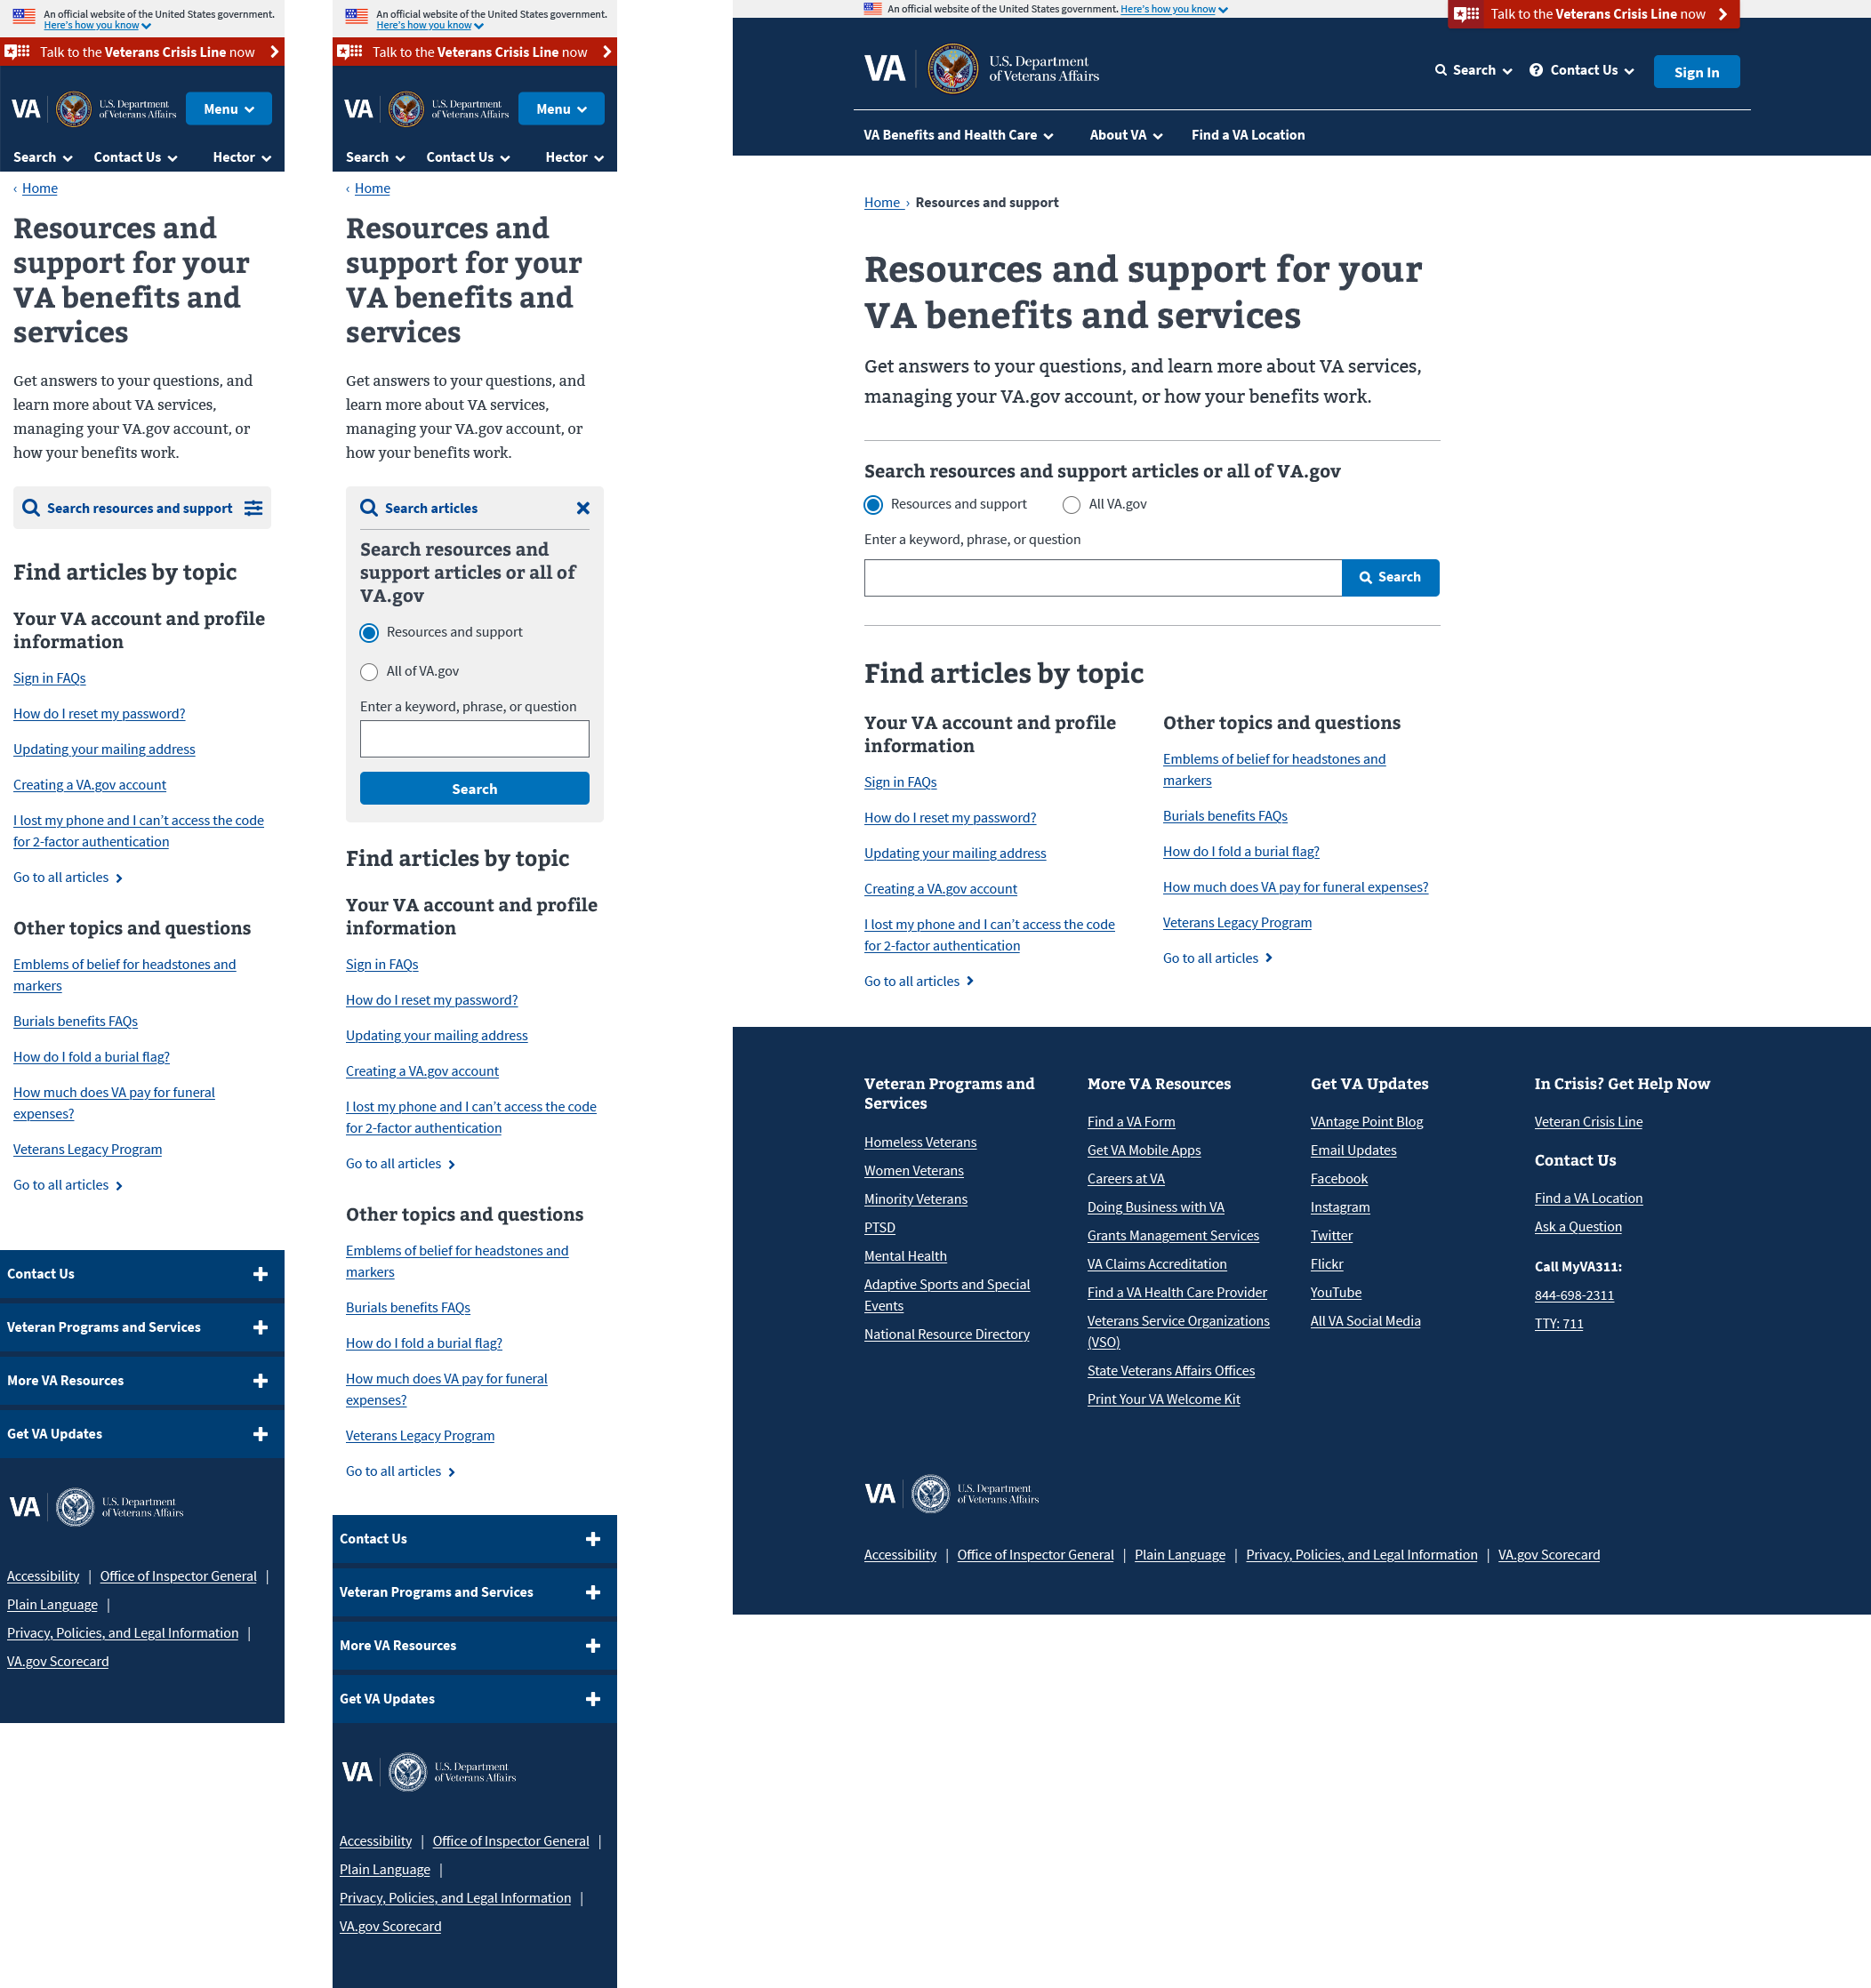 An official website of the United States government.
Here's how you know
Talk to the Veterans Crisis Line now
VA
U.S. Department
of Veterans Affairs
Menu
Search
Contact Us
Hector
‹ Home
Resources and
support for your
VA benefits and
services
Get answers to your questions, and
learn more about VA services,
managing your VA.gov account, or
how your benefits work.
Search resources and support
Find articles by topic
Your VA account and profile
information
Sign in FAQs
How do I reset my password?
Updating your mailing address
Creating a VA.gov account
I lost my phone and I can’t access the code
for 2-factor authentication
Go to all articles
Other topics and questions
Emblems of belief for headstones and
markers
Burials benefits FAQs
How do I fold a burial flag?
How much does VA pay for funeral
expenses?
Veterans Legacy Program
Go to all articles
Contact Us
Veteran Programs and Services
More VA Resources
Get VA Updates
VA
U.S. Department
of Veterans Affairs
Accessibility | Office of Inspector General |
Plain Language |
Privacy, Policies, and Legal Information |
VA.gov Scorecard
An official website of the United States government.
Here's how you know
Talk to the Veterans Crisis Line now
VA
U.S. Department
of Veterans Affairs
Menu
Search
Contact Us
Hector
‹ Home
Resources and
support for your
VA benefits and
services
Get answers to your questions, and
learn more about VA services,
managing your VA.gov account, or
how your benefits work.
Search articles
Search resources and
support articles or all of
VA.gov
Resources and support
All of VA.gov
Enter a keyword, phrase, or question
Search
Find articles by topic
Your VA account and profile
information
Sign in FAQs
How do I reset my password?
Updating your mailing address
Creating a VA.gov account
I lost my phone and I can’t access the code
for 2-factor authentication
Go to all articles
Other topics and questions
Emblems of belief for headstones and
markers
Burials benefits FAQs
How do I fold a burial flag?
How much does VA pay for funeral
expenses?
Veterans Legacy Program
Go to all articles
Contact Us
Veteran Programs and Services
More VA Resources
Get VA Updates
VA
U.S. Department
of Veterans Affairs
Accessibility | Office of Inspector General |
Plain Language |
Privacy, Policies, and Legal Information |
VA.gov Scorecard
An official website of the United States government. Here's how you know
Talk to the Veterans Crisis Line now
VA
U.S. Department
of Veterans Affairs
Search
Contact Us
Sign In
VA Benefits and Health Care
About VA
Find a VA Location
Home › Resources and support
Resources and support for your
VA benefits and services
Get answers to your questions, and learn more about VA services,
managing your VA.gov account, or how your benefits work.
Search resources and support articles or all of VA.gov
Resources and support
All VA.gov
Enter a keyword, phrase, or question
Search
Find articles by topic
Your VA account and profile
information
Sign in FAQs
How do I reset my password?
Updating your mailing address
Creating a VA.gov account
I lost my phone and I can’t access the code
for 2-factor authentication
Go to all articles
Other topics and questions
Emblems of belief for headstones and
markers
Burials benefits FAQs
How do I fold a burial flag?
How much does VA pay for funeral expenses?
Veterans Legacy Program
Go to all articles
Veteran Programs and
Services
Homeless Veterans
Women Veterans
Minority Veterans
PTSD
Mental Health
Adaptive Sports and Special
Events
National Resource Directory
More VA Resources
Find a VA Form
Get VA Mobile Apps
Careers at VA
Doing Business with VA
Grants Management Services
VA Claims Accreditation
Find a VA Health Care Provider
Veterans Service Organizations
(VSO)
State Veterans Affairs Offices
Print Your VA Welcome Kit
Get VA Updates
VAntage Point Blog
Email Updates
Facebook
Instagram
Twitter
Flickr
YouTube
All VA Social Media
In Crisis? Get Help Now
Veteran Crisis Line
Contact Us
Find a VA Location
Ask a Question
Call MyVA311:
844-698-2311
TTY: 711
VA
U.S. Department
of Veterans Affairs
Accessibility | Office of Inspector General | Plain Language | Privacy, Policies, and Legal Information | VA.gov Scorecard